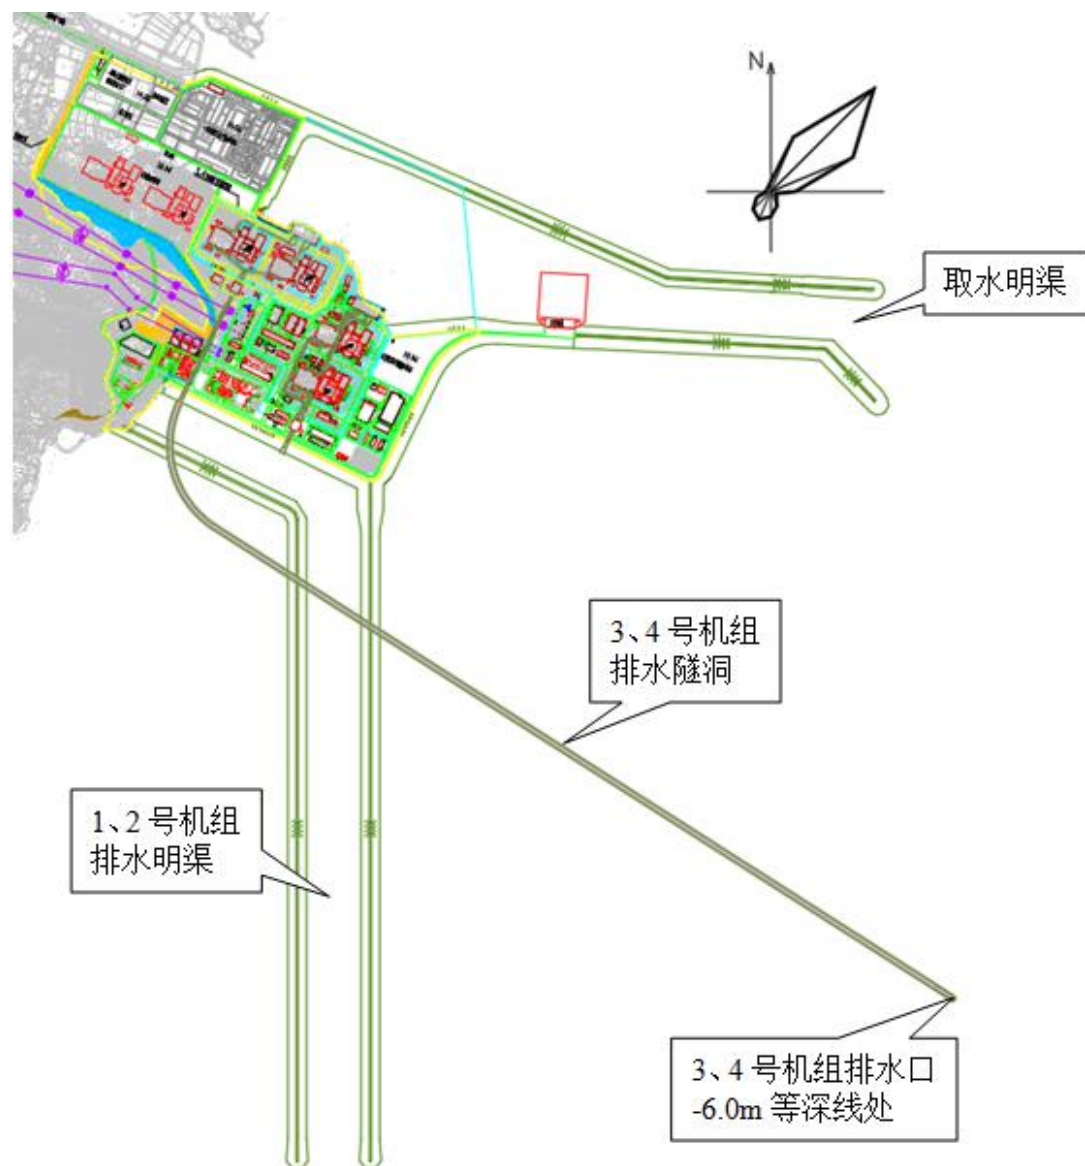 N
取水明渠
3、4 号机组
排水隧洞
1、2 号机组
排水明渠
3、4 号机组排水口
-6.0m 等深线处